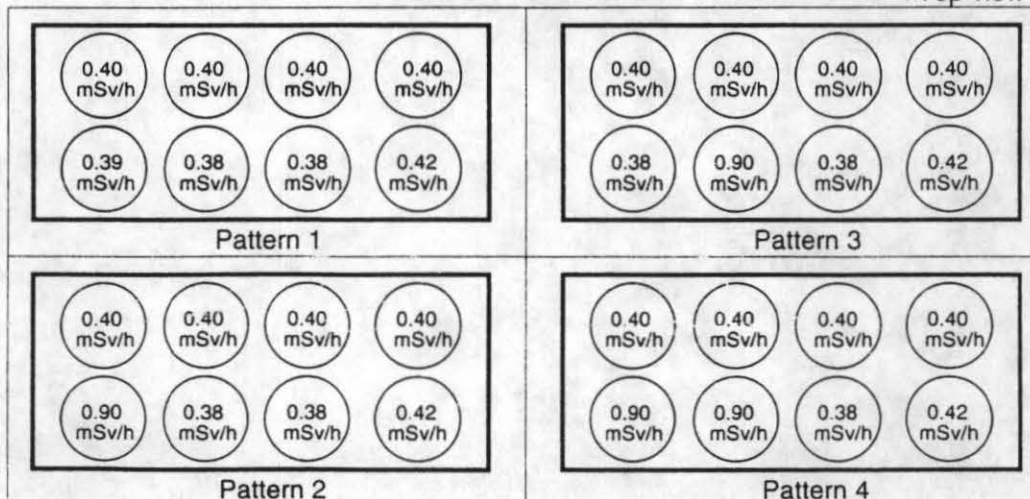 Top view
0.40 0.40 0.40 0.40
mSv/h mSv/h mSv/h mSv/h
0.39 0.38 0.38 0.42
mSv/h mSv/h mSv/h mSv/h
Pattern 1
0.40 0.40 0.40 0.40
mSv/h mSv/h mSv/h mSv/h
0.38 0.90 0.38 0.42
mSv/h mSv/h mSv/h mSv/h
Pattern 3
0.40 0.40 0.40 0.40
mSv/h mSv/h mSv/h mSv/h
0.90 0.38 0.38 0.42
mSv/h mSv/h mSv/h mSv/h
Pattern 2
0.40 0.40 0.40 0.40
mSv/h mSv/h mSv/h mSv/h
0.90 0.90 0.38 0.42
mSv/h mSv/h mSv/h mSv/h
Pattern 4